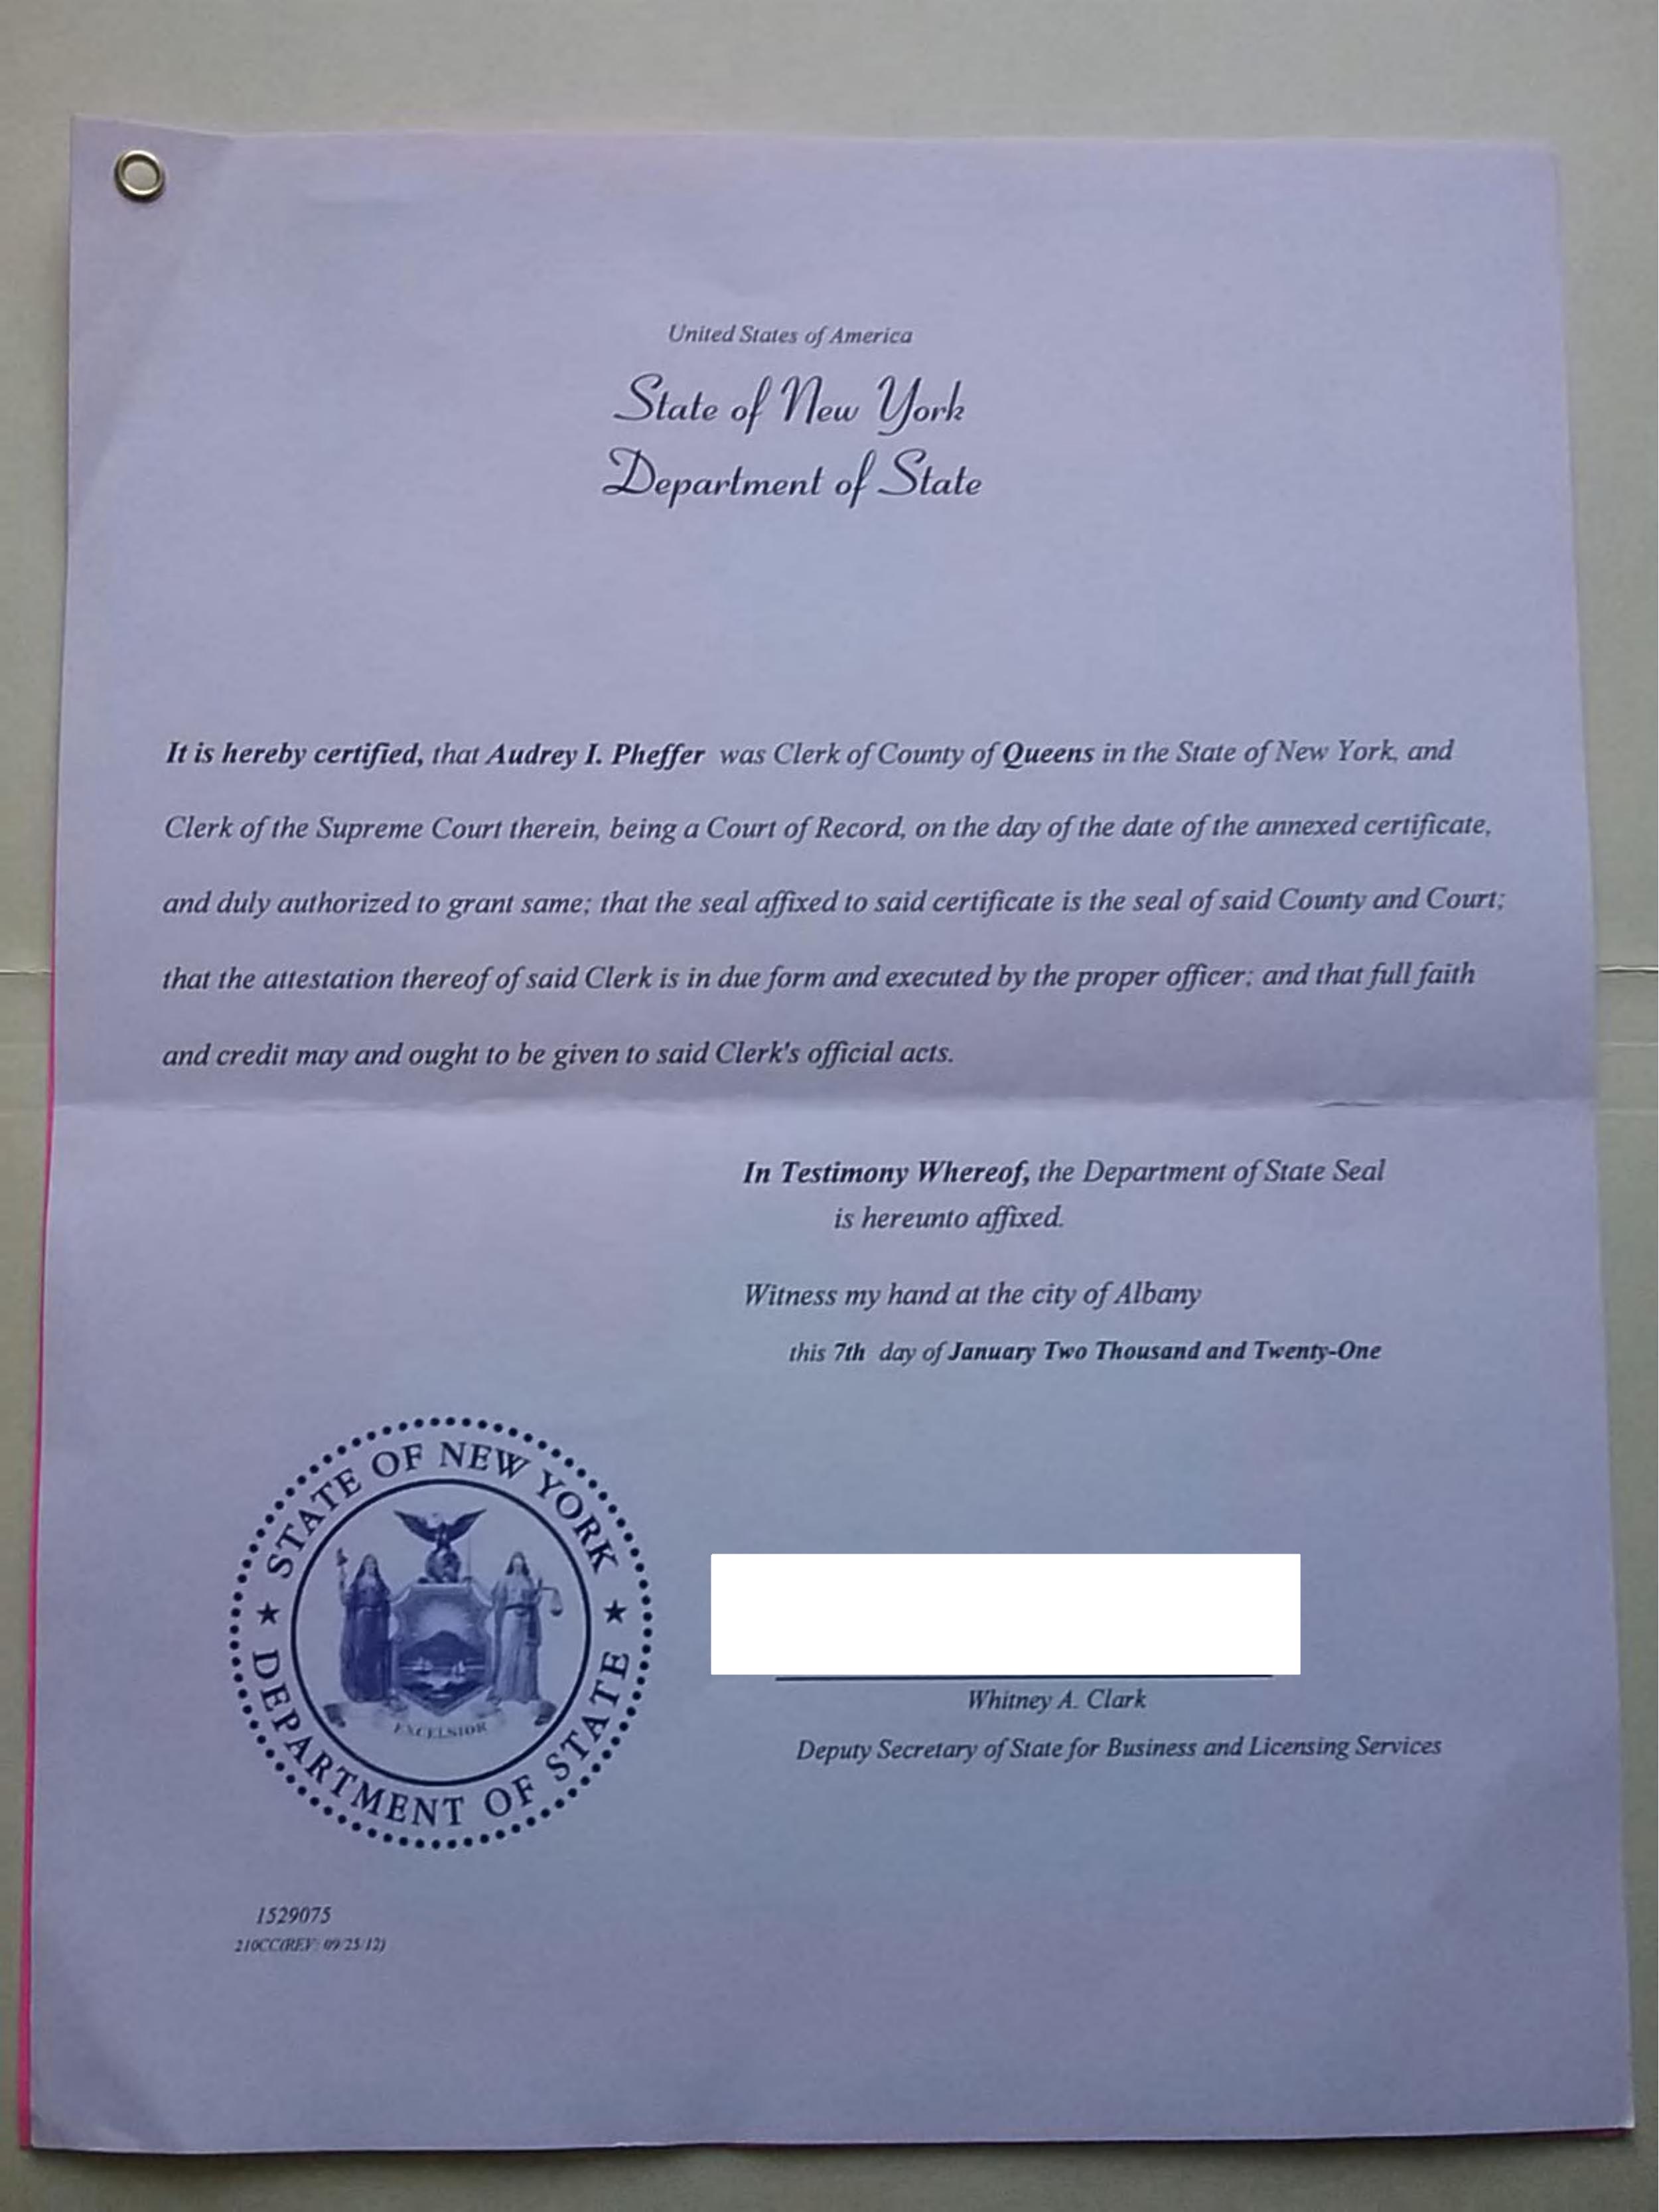 United States of America
State of New York
Department of State
It is hereby certified, that Audrey I. Pheffer was Clerk of County of Queens in the State of New York, and
Clerk of the Supreme Court therein, being a Court of Record, on the day of the date of the annexed certificate,
and duly authorized to grant same; that the seal affixed to said certificate is the seal of said County and Court;
that the attestation thereof of said Clerk is in due form and executed by the proper officer; and that full faith
and credit may and ought to be given to said Clerk's official acts.
In Testimony Whereof, the Department of State Seal
is hereunto affixed.
Witness my hand at the city of Albany
this 7th day of January Two Thousand and Twenty-One
STATE OF NEW YORK
DEPARTMENT OF STATE
EXCELSIOR
Whitney A. Clark
Deputy Secretary of State for Business and Licensing Services
1529075
210CC(REV: 09/25/12)